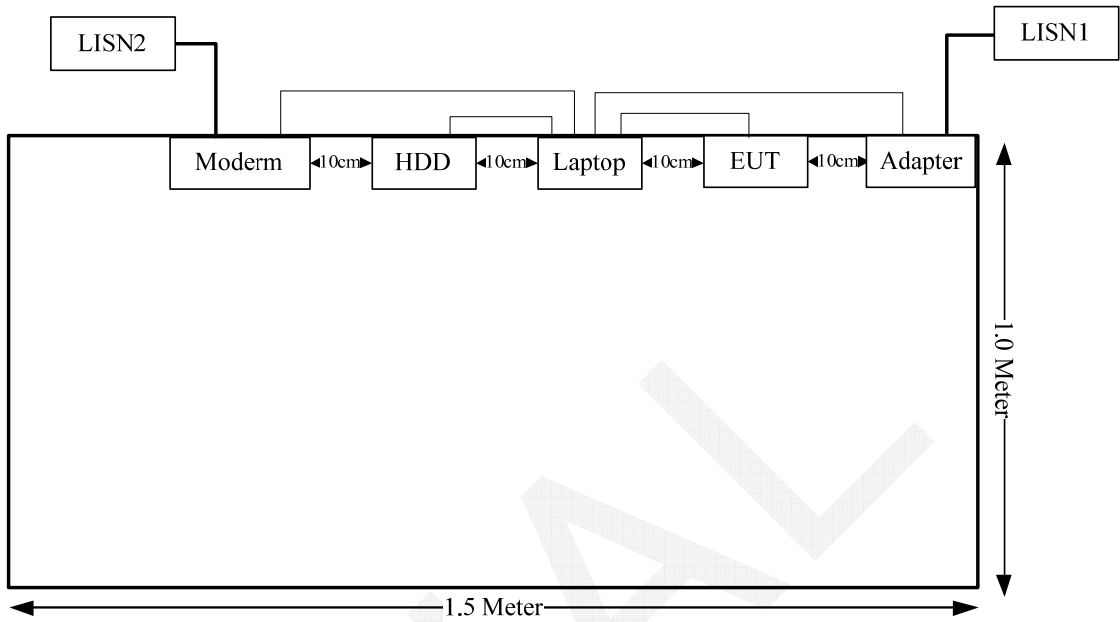 LISN2
LISN1
Moderm
10cm
HDD
10cm
Laptop
10cm
EUT
10cm
Adapter
1.0 Meter
1.5 Meter